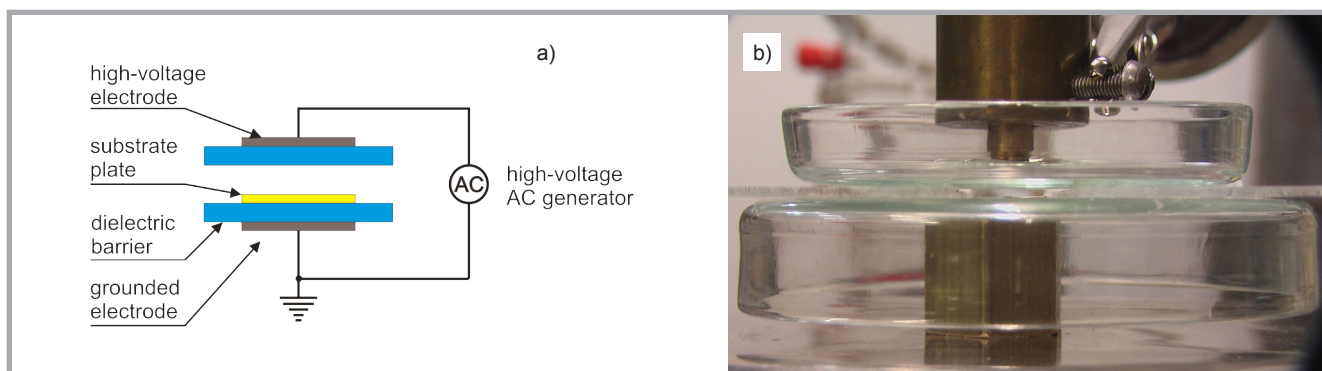 a)
high-voltage
electrode
substrate
plate
dielectric
barrier
grounded
electrode
AC
high-voltage
AC generator
b)